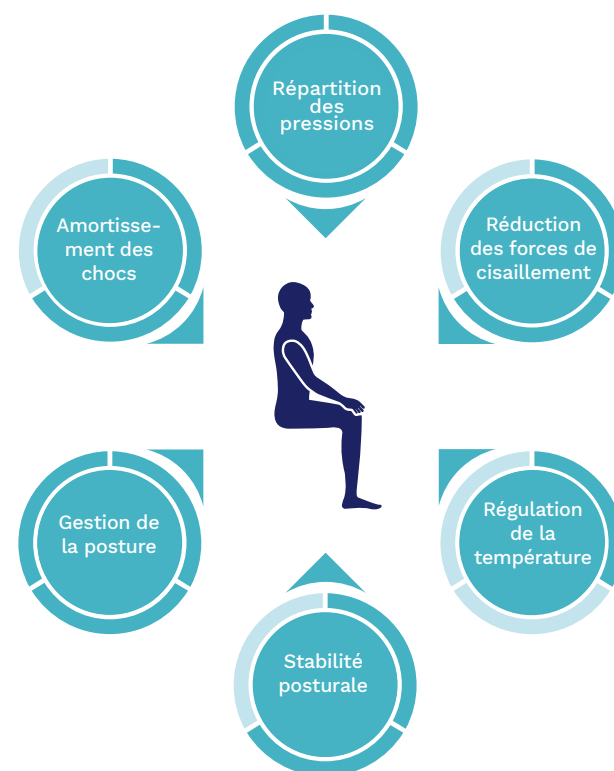 Répartition
des
pressions
Amortisse-
ment des
chocs
Réduction
des forces de
cisaillement
Gestion de
la posture
Régulation
de la
température
Stabilité
posturale